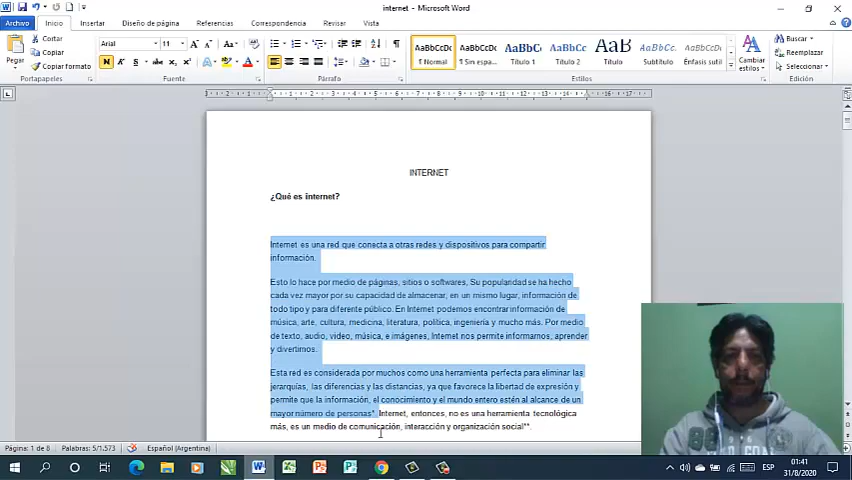 internet - Microsoft Word
Archivo Inicio Insertar Diseño de página Referencias Correspondencia Revisar Vista
Cortar
Copiar
Copiar formato
Pegar
Portapapeles
Arial 11
N K S abc x₂ x²
Fuente
Párrafo
AaBbCcDc AaBbCcDc AaBbC AaBbCc AaB AaBbCc. AaBbCcDc
¶ Normal ¶ Sin espa... Título 1 Título 2 Título Subtítulo Énfasis sutil
Estilos
Cambiar estilos
Buscar
Reemplazar
Seleccionar
Edición
INTERNET
¿Qué es internet?
Internet es una red que conecta a otras redes y dispositivos para compartir
información.
Esto lo hace por medio de páginas, sitios o softwares, Su popularidad se ha hecho
cada vez mayor por su capacidad de almacenar, en un mismo lugar, información de
todo tipo y para diferente público. En Internet podemos encontrar información de
música, arte, cultura, medicina, literatura, política, ingeniería y mucho más. Por medio
de texto, audio, video, música, e imágenes, Internet nos permite informarnos, aprender
y divertirnos.
Esta red es considerada por muchos como una herramienta perfecta para eliminar las
jerarquías, las diferencias y las distancias, ya que favorece la libertad de expresión y
permite que la información, el conocimiento y el mundo entero estén al alcance de un
mayor número de personas*. Internet, entonces, no es una herramienta tecnológica
más, es un medio de comunicación, interacción y organización social**.
Página: 1 de 8 Palabras: 5/1.573 Español (Argentina)
ESP
01:41
31/8/2020